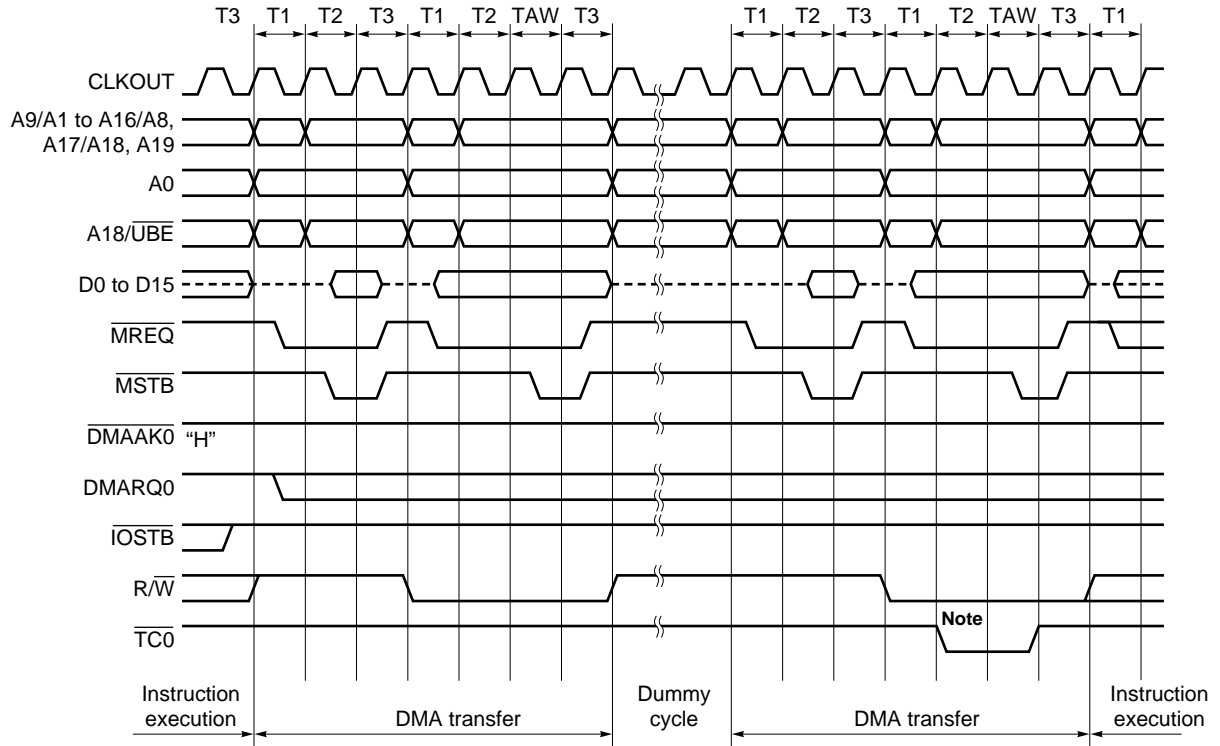 T3 T1 T2 T3 T1 T2 TAW T3 T1 T2 T3 T1 T2 TAW T3 T1
CLKOUT
A9/A1 to A16/A8,
A17/A18, A19
A0
A18/UBE
D0 to D15
MREQ
MSTB
DMAAK0 “H”
DMARQ0
IOSTB
R/W
Note
TC0
Instruction
execution
DMA transfer
Dummy
cycle
DMA transfer
Instruction
execution